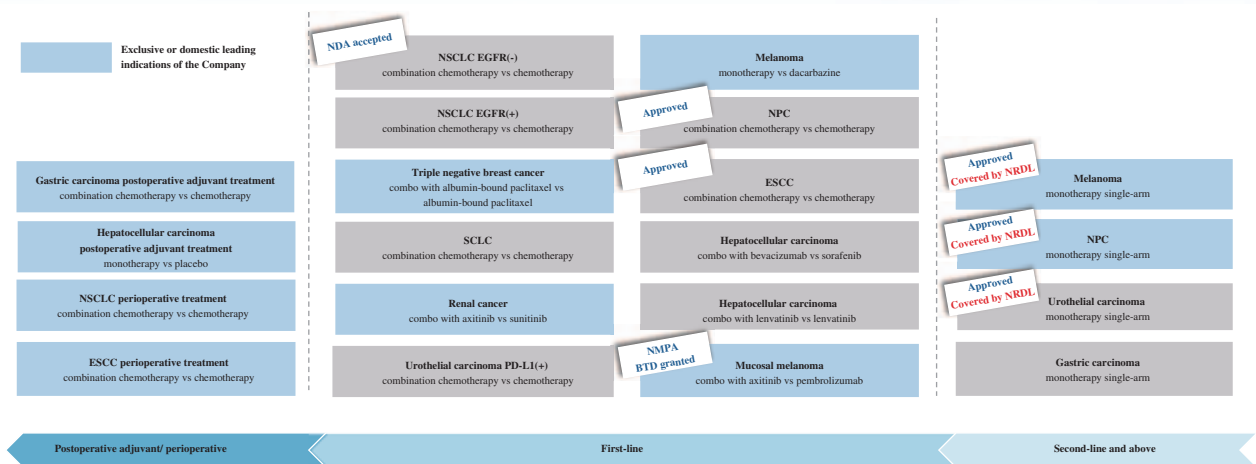 Exclusive or domestic leading
indications of the Company
Gastric carcinoma postoperative adjuvant treatment
combination chemotherapy vs chemotherapy
Hepatocellular carcinoma
postoperative adjuvant treatment
monotherapy vs placebo
NSCLC perioperative treatment
combination chemotherapy vs chemotherapy
ESCC perioperative treatment
combination chemotherapy vs chemotherapy
NDA accepted
NSCLC EGFR(-)
combination chemotherapy vs chemotherapy
NSCLC EGFR(+)
combination chemotherapy vs chemotherapy
Triple negative breast cancer
combo with albumin-bound paclitaxel vs
albumin-bound paclitaxel
SCLC
combination chemotherapy vs chemotherapy
Renal cancer
combo with axitinib vs sunitinib
Urothelial carcinoma PD-L1(+)
combination chemotherapy vs chemotherapy
Melanoma
monotherapy vs dacarbazine
Approved
NPC
combination chemotherapy vs chemotherapy
Approved
ESCC
combination chemotherapy vs chemotherapy
Hepatocellular carcinoma
combo with bevacizumab vs sorafenib
Hepatocellular carcinoma
combo with lenvatinib vs lenvatinib
NMPA
BTD granted
Mucosal melanoma
combo with axitinib vs pembrolizumab
Approved
Covered by NRDL
Melanoma
monotherapy single-arm
Approved
Covered by NRDL
NPC
monotherapy single-arm
Approved
Covered by NRDL
Urothelial carcinoma
monotherapy single-arm
Gastric carcinoma
monotherapy single-arm
Postoperative adjuvant/ perioperative
First-line
Second-line and above